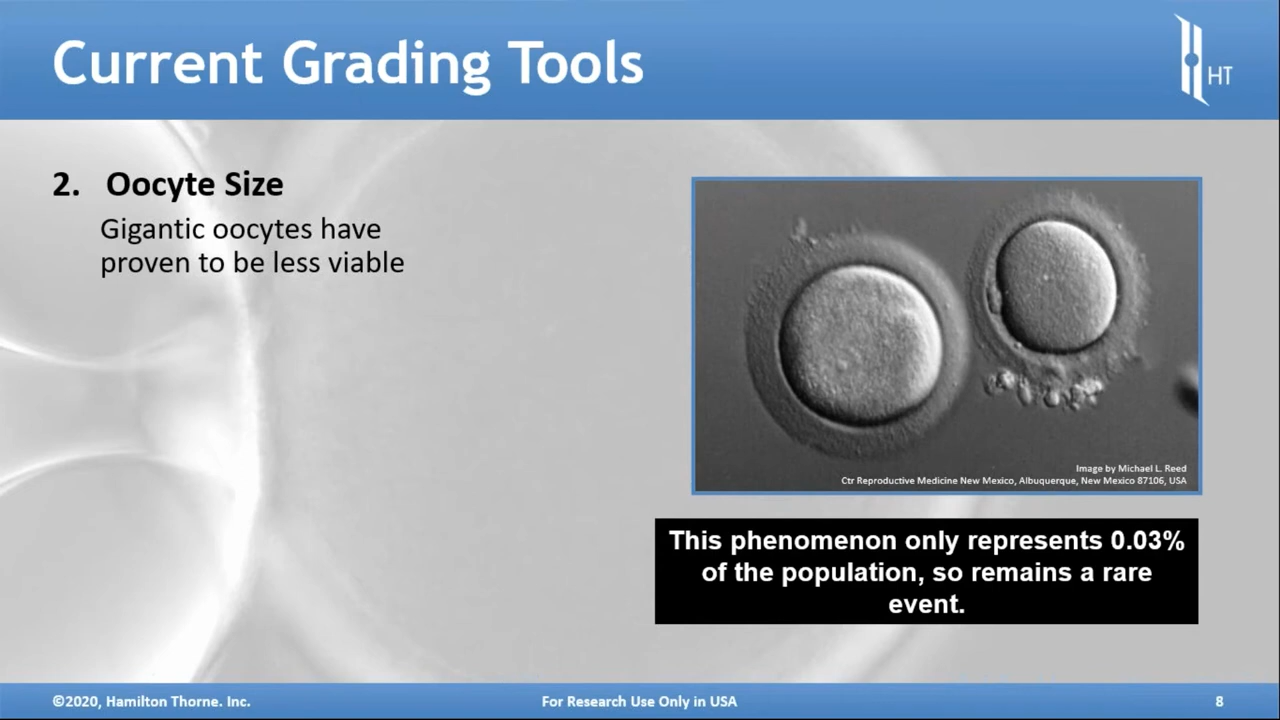 Current Grading Tools
HT
2. Oocyte Size
Gigantic oocytes have
proven to be less viable
Image by Michael L. Reed
Ctr Reproductive Medicine New Mexico, Albuquerque, New Mexico 87106, USA
This phenomenon only represents 0.03%
of the population, so remains a rare
event.
©2020, Hamilton Thorne. Inc.
For Research Use Only in USA
8